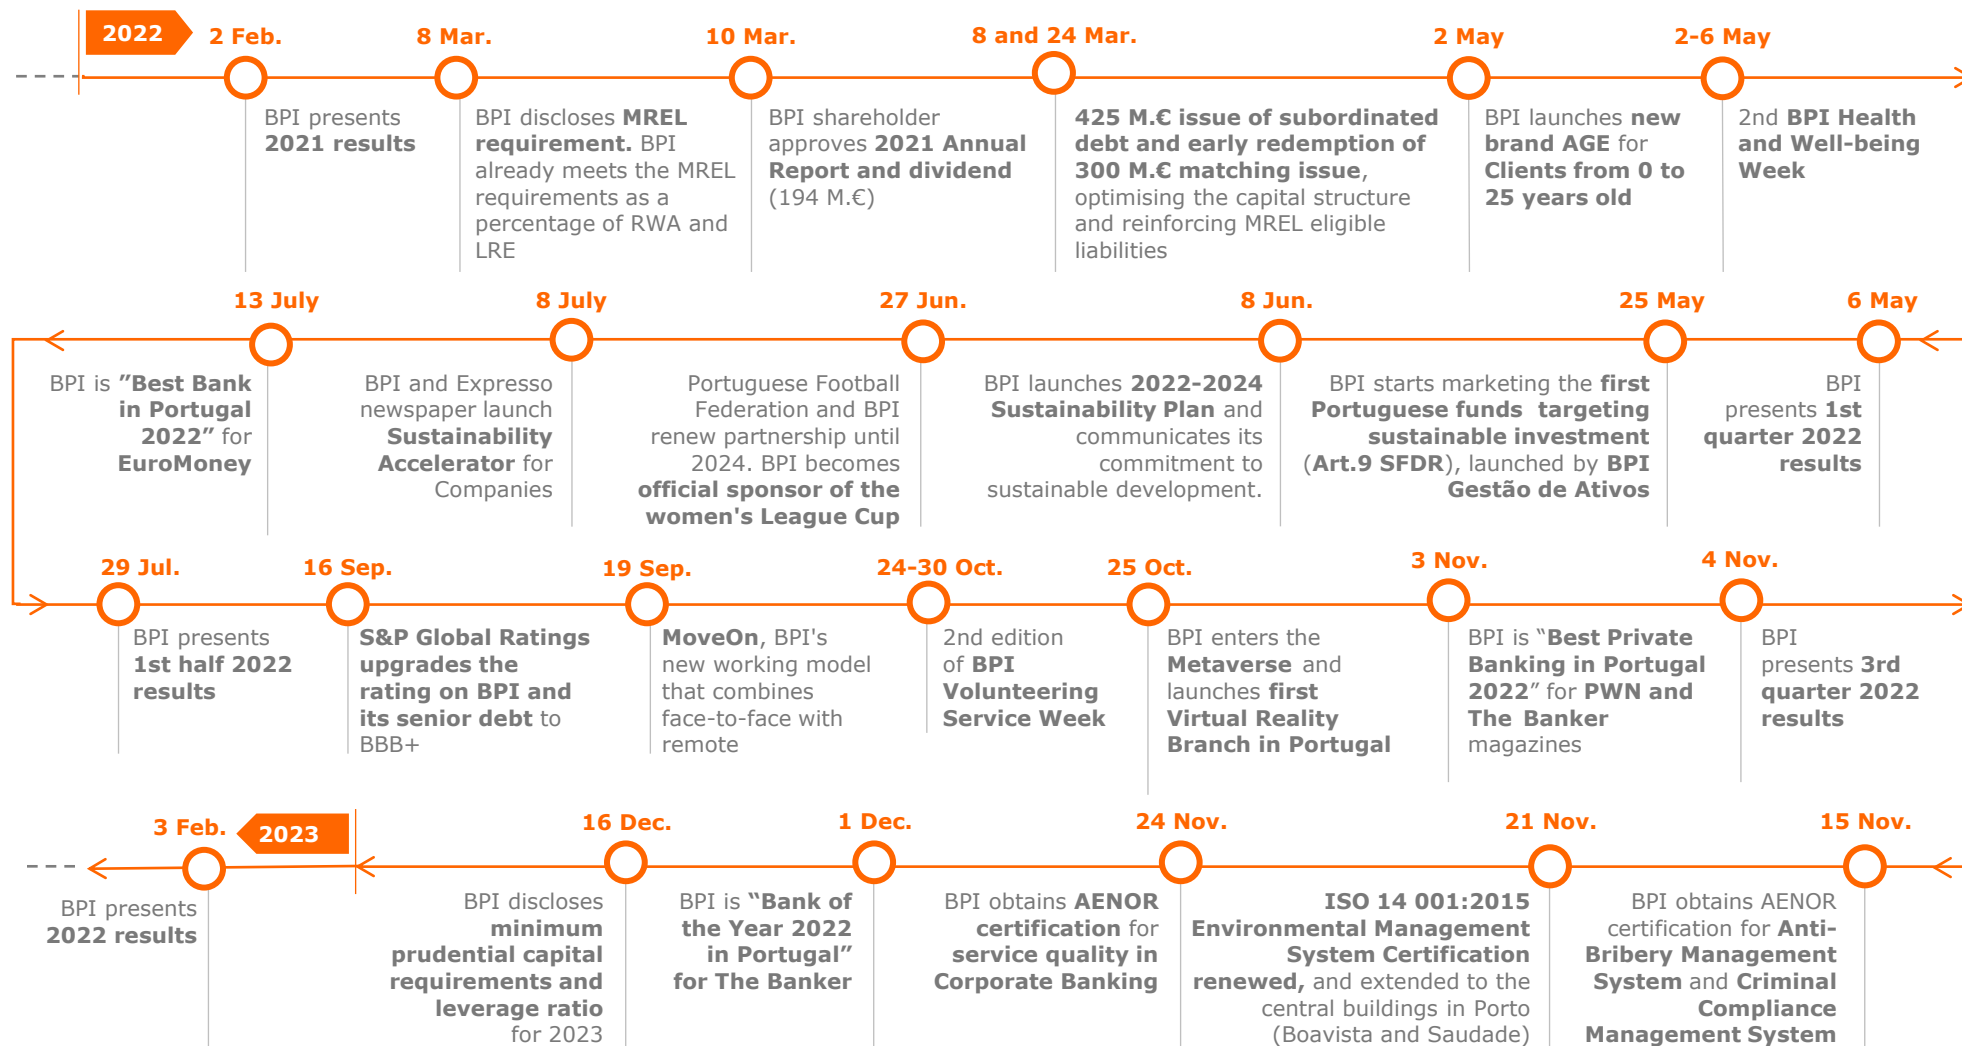 2022
2 Feb.
BPI presents
2021 results
8 Mar.
BPI discloses MREL
requirement. BPI
already meets the MREL
requirements as a
percentage of RWA and
LRE
10 Mar.
BPI shareholder
approves 2021 Annual
Report and dividend
(194 M.€)
8 and 24 Mar.
425 M.€ issue of subordinated
debt and early redemption of
300 M.€ matching issue,
optimising the capital structure
and reinforcing MREL eligible
liabilities
2 May
BPI launches new
brand AGE for
Clients from 0 to
25 years old
2-6 May
2nd BPI Health
and Well-being
Week
6 May
BPI
presents 1st
quarter 2022
results
25 May
BPI starts marketing the first
Portuguese funds targeting
sustainable investment
(Art.9 SFDR), launched by BPI
Gestão de Ativos
8 Jun.
BPI launches 2022-2024
Sustainability Plan and
communicates its
commitment to
sustainable development.
27 Jun.
Portuguese Football
Federation and BPI
renew partnership until
2024. BPI becomes
official sponsor of the
women's League Cup
8 July
BPI and Expresso
newspaper launch
Sustainability
Accelerator for
Companies
13 July
BPI is ”Best Bank
in Portugal
2022” for
EuroMoney
29 Jul.
BPI presents
1st half 2022
results
16 Sep.
S&P Global Ratings
upgrades the
rating on BPI and
its senior debt to
BBB+
19 Sep.
MoveOn, BPI's
new working model
that combines
face-to-face with
remote
24-30 Oct.
2nd edition
of BPI
Volunteering
Service Week
25 Oct.
BPI enters the
Metaverse and
launches first
Virtual Reality
Branch in Portugal
3 Nov.
BPI is “Best Private
Banking in Portugal
2022” for PWN and
The Banker
magazines
4 Nov.
BPI
presents 3rd
quarter 2022
results
15 Nov.
BPI obtains AENOR
certification for Anti-
Bribery Management
System and Criminal
Compliance
Management System
21 Nov.
ISO 14 001:2015
Environmental Management
System Certification
renewed, and extended to the
central buildings in Porto
(Boavista and Saudade)
24 Nov.
BPI obtains AENOR
certification for
service quality in
Corporate Banking
1 Dec.
BPI is “Bank of
the Year 2022
in Portugal”
for The Banker
16 Dec.
BPI discloses
minimum
prudential capital
requirements and
leverage ratio
for 2023
2023
3 Feb.
BPI presents
2022 results